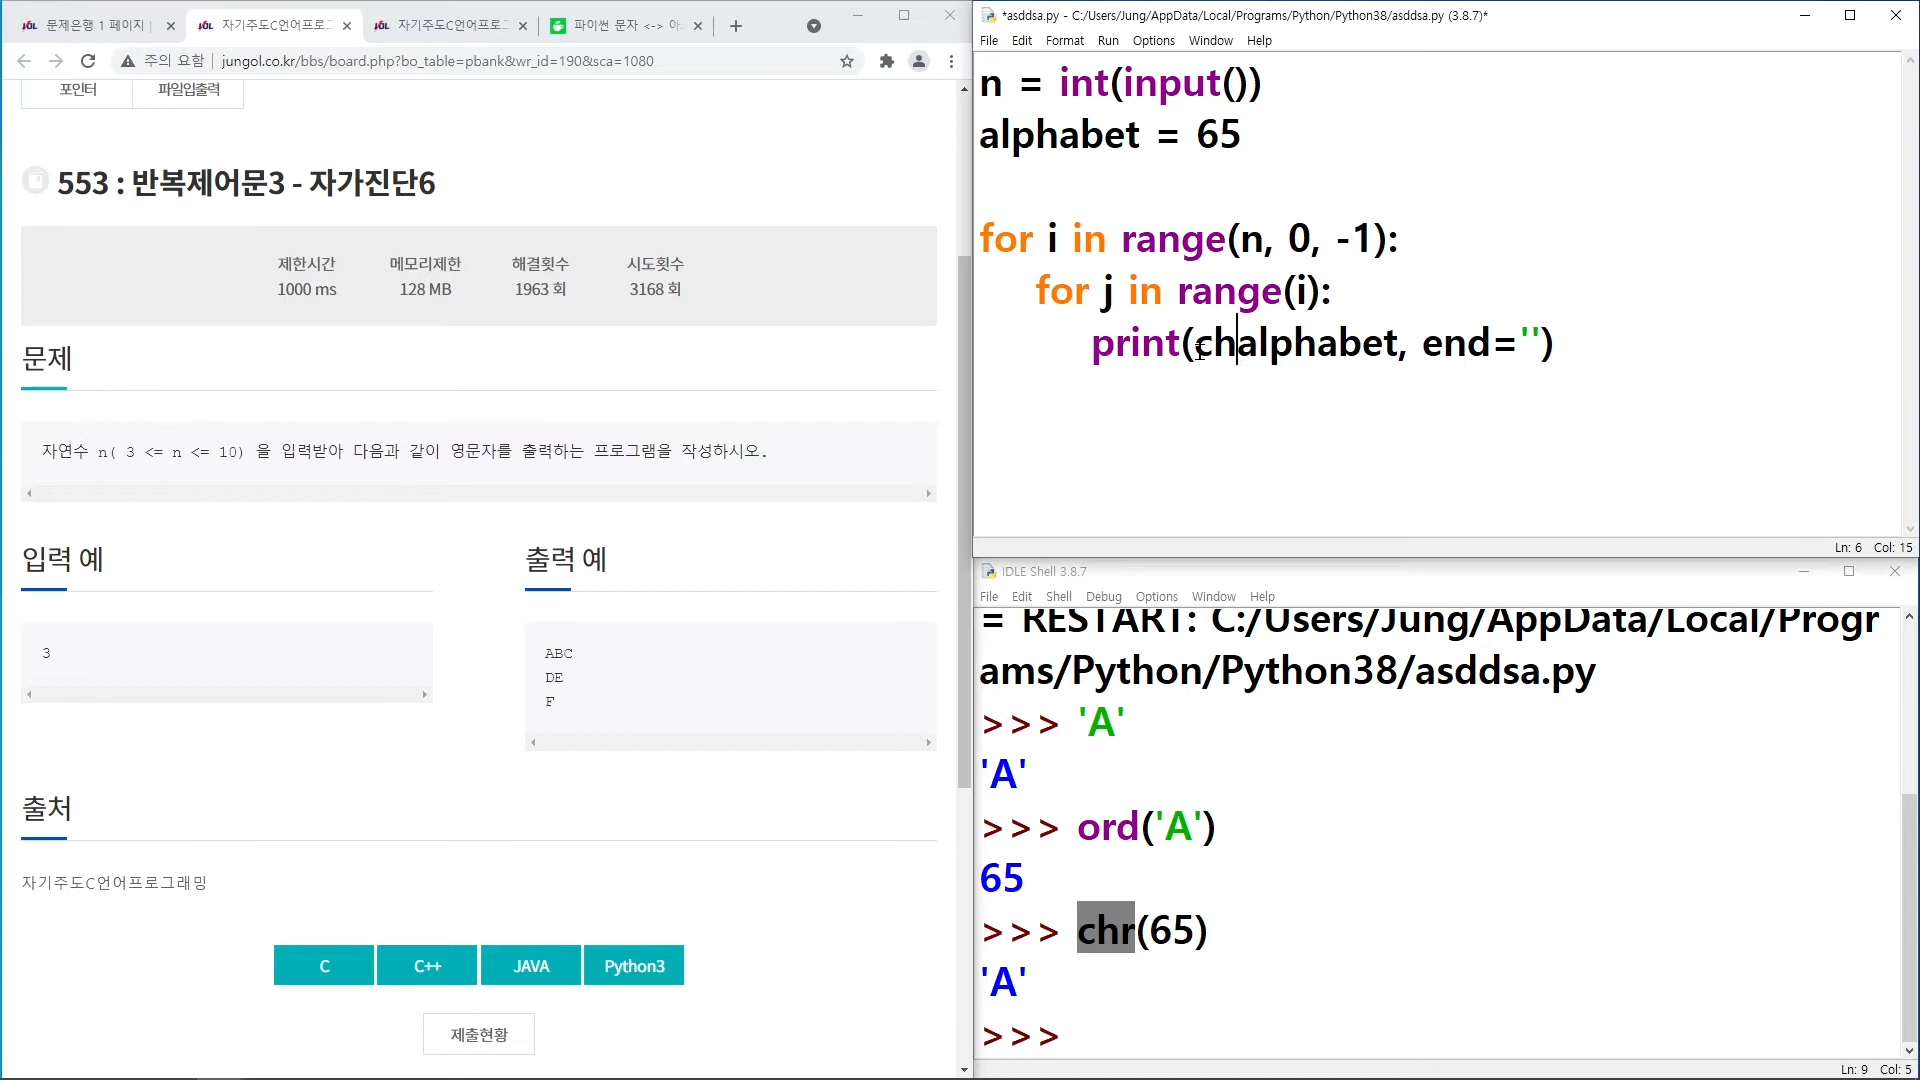 문제은행 1 페이지 |
자기주도C언어프로그
자기주도C언어프로그
파이썬 문자 <-> 아
주의 요함
jungol.co.kr/bbs/board.php?bo_table=pbank&wr_id=190&sca=1080
포인터
파일입출력
553 : 반복제어문3 - 자가진단6
제한시간 메모리제한 해결횟수 시도횟수
1000 ms 128 MB 1963 회 3168 회
문제
자연수 n( 3 <= n <= 10) 을 입력받아 다음과 같이 영문자를 출력하는 프로그램을 작성하시오.
입력 예
3
출력 예
ABC
DE
F
출처
자기주도C언어프로그래밍
C C++ JAVA Python3
제출현황
*asddsa.py - C:/Users/Jung/AppData/Local/Programs/Python/Python38/asddsa.py (3.8.7)*
File Edit Format Run Options Window Help
n = int(input())
alphabet = 65
for i in range(n, 0, -1):
for j in range(i):
print(chalphabet, end='')
Ln: 6 Col: 15
IDLE Shell 3.8.7
File Edit Shell Debug Options Window Help
= RESTART: C:/Users/Jung/AppData/Local/Progr
ams/Python/Python38/asddsa.py
>>> 'A'
'A'
>>> ord('A')
65
>>> chr(65)
'A'
>>>
Ln: 9 Col: 5